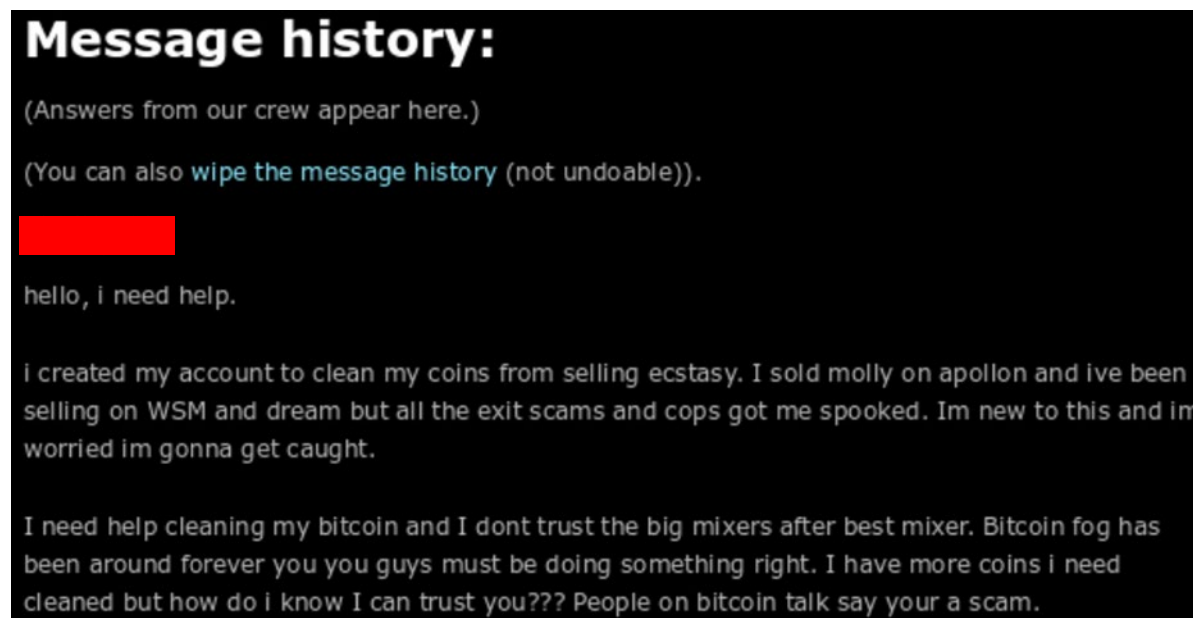 Message history:
(Answers from our crew appear here.)
(You can also wipe the message history (not undoable)).
hello, i need help.
i created my account to clean my coins from selling ecstasy. I sold molly on apollon and ive been
selling on WSM and dream but all the exit scams and cops got me spooked. Im new to this and im
worried im gonna get caught.
I need help cleaning my bitcoin and I dont trust the big mixers after best mixer. Bitcoin fog has
been around forever you you guys must be doing something right. I have more coins i need
cleaned but how do i know I can trust you??? People on bitcoin talk say your a scam.